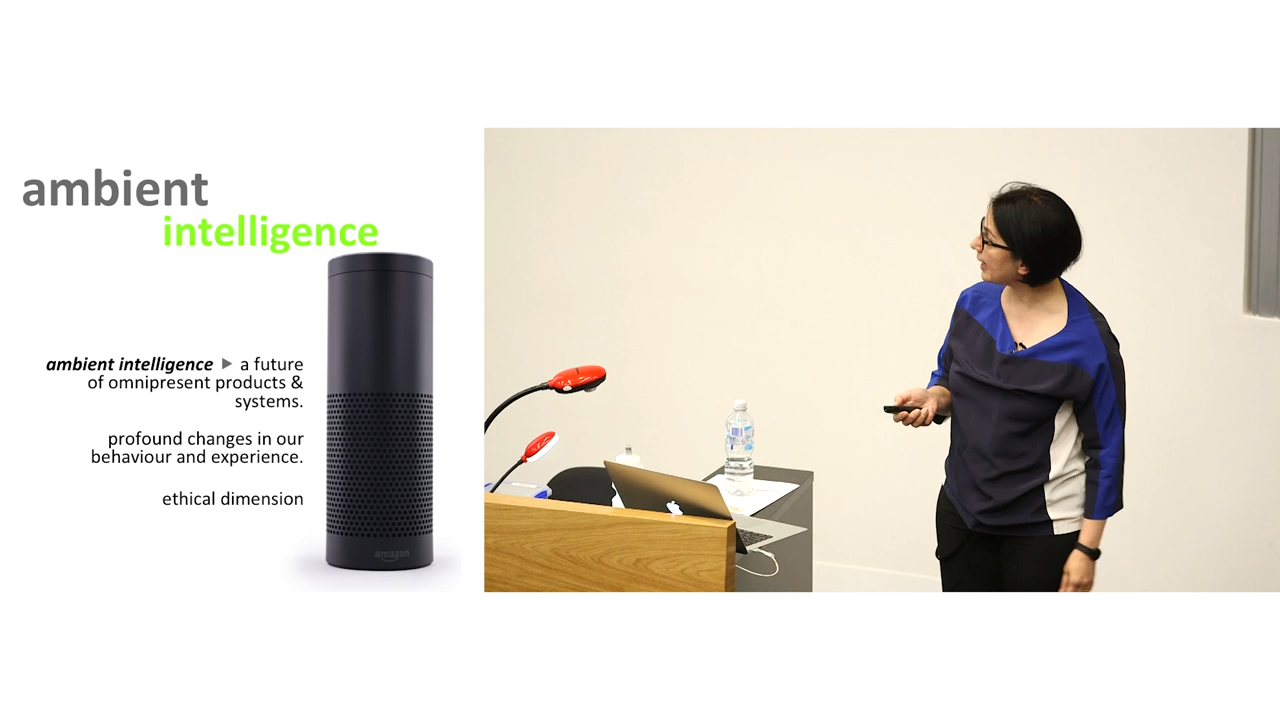 ambient
intelligence
ambient intelligence ▶ a future
of omnipresent products &
systems.
profound changes in our
behaviour and experience.
ethical dimension
amazon